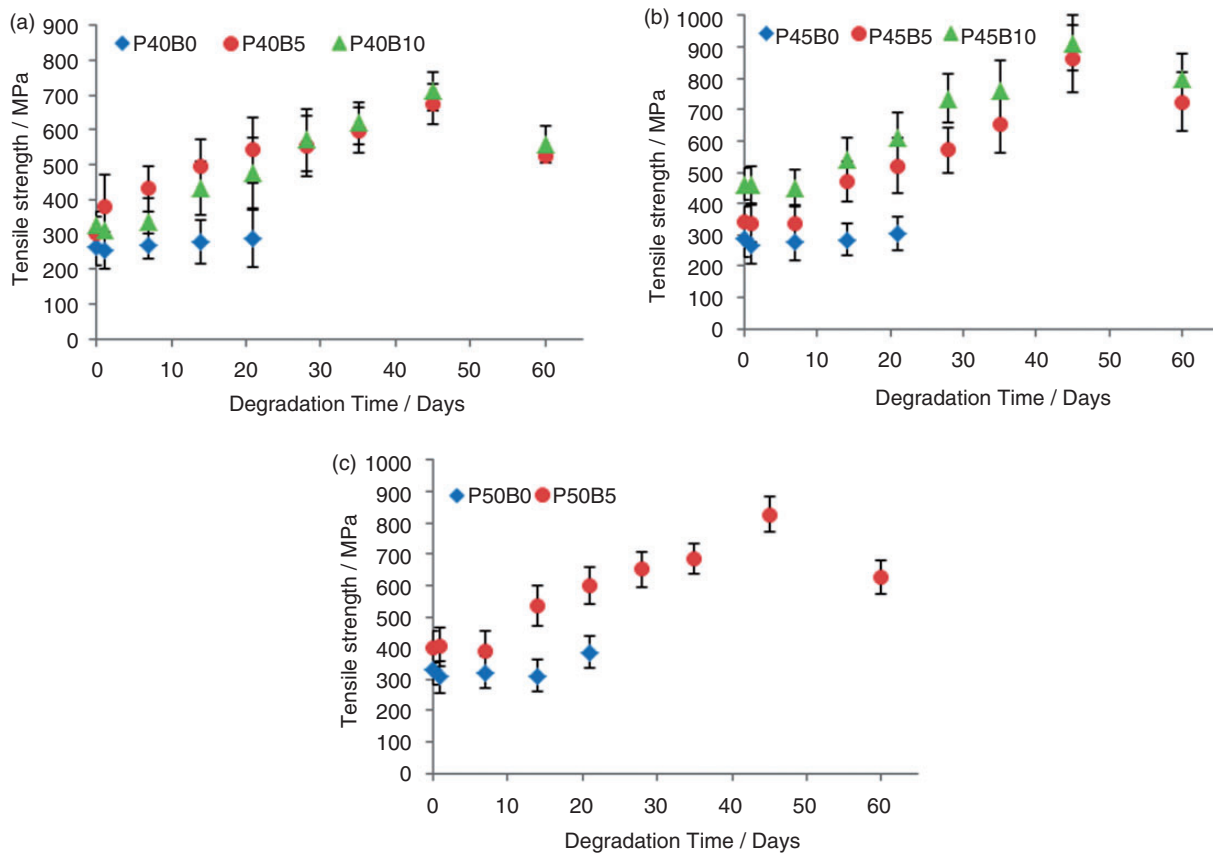 (a)
P40B0 P40B5 P40B10
900
800
700
600
500
400
300
200
100
0
Tensile strength / MPa
0 10 20 30 40 50 60
Degradation Time / Days
(b)
P45B0 P45B5 P45B10
1000
900
800
700
600
500
400
300
200
100
0
Tensile strength / MPa
0 10 20 30 40 50 60
Degradation Time / Days
(c)
P50B0 P50B5
1000
900
800
700
600
500
400
300
200
100
0
Tensile strength / MPa
0 10 20 30 40 50 60
Degradation Time / Days